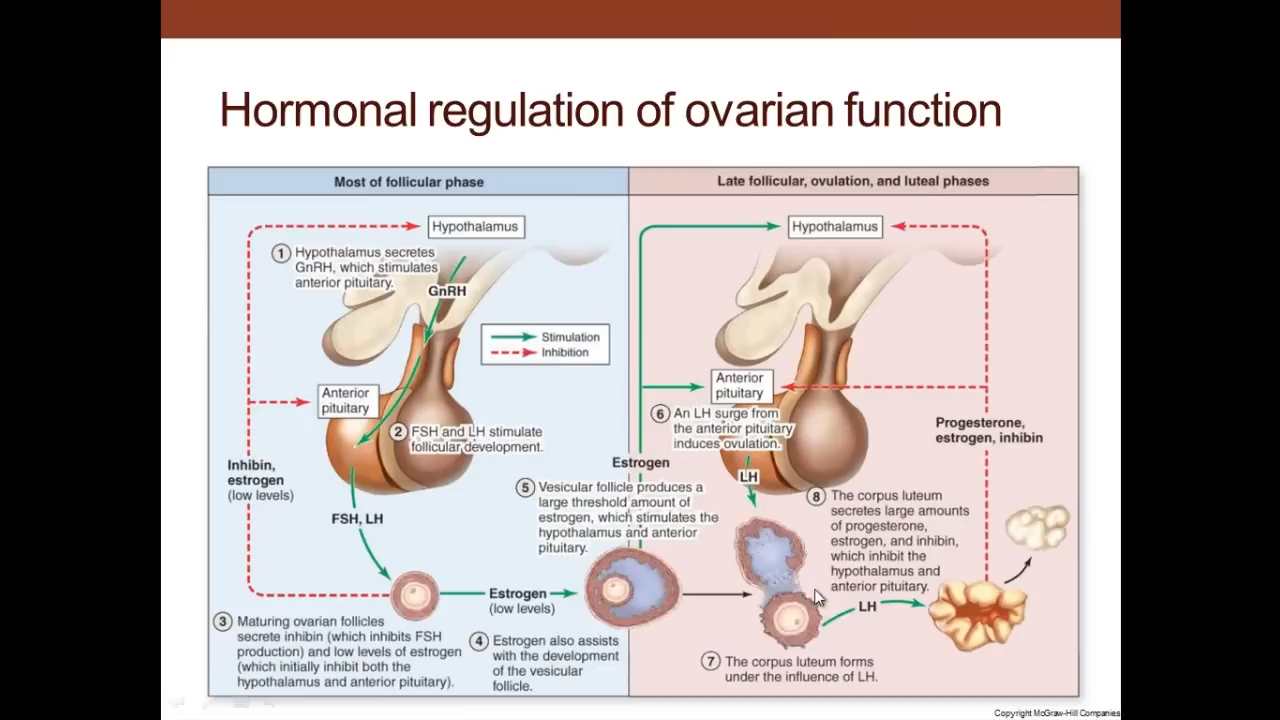 Hormonal regulation of ovarian function
Most of follicular phase
Hypothalamus
1 Hypothalamus secretes
GnRH, which stimulates
anterior pituitary.
GnRH
Stimulation
Inhibition
Anterior
pituitary
2 FSH and LH stimulate
follicular development.
Inhibin,
estrogen
(low levels)
FSH, LH
Estrogen
(low levels)
3 Maturing ovarian follicles
secrete inhibin (which inhibits FSH
production) and low levels of estrogen
(which initially inhibit both the
hypothalamus and anterior pituitary).
4 Estrogen also assists
with the development
of the vesicular
follicle.
Late follicular, ovulation, and luteal phases
Hypothalamus
Anterior
pituitary
6 An LH surge from
the anterior pituitary
induces ovulation.
Progesterone,
estrogen, inhibin
Estrogen
5 Vesicular follicle produces a
large threshold amount of
estrogen, which stimulates the
hypothalamus and anterior
pituitary.
LH
8 The corpus luteum
secretes large amounts
of progesterone,
estrogen, and inhibin,
which inhibit the
hypothalamus and
anterior pituitary.
LH
7 The corpus luteum forms
under the influence of LH.
Copyright McGraw-Hill Companies